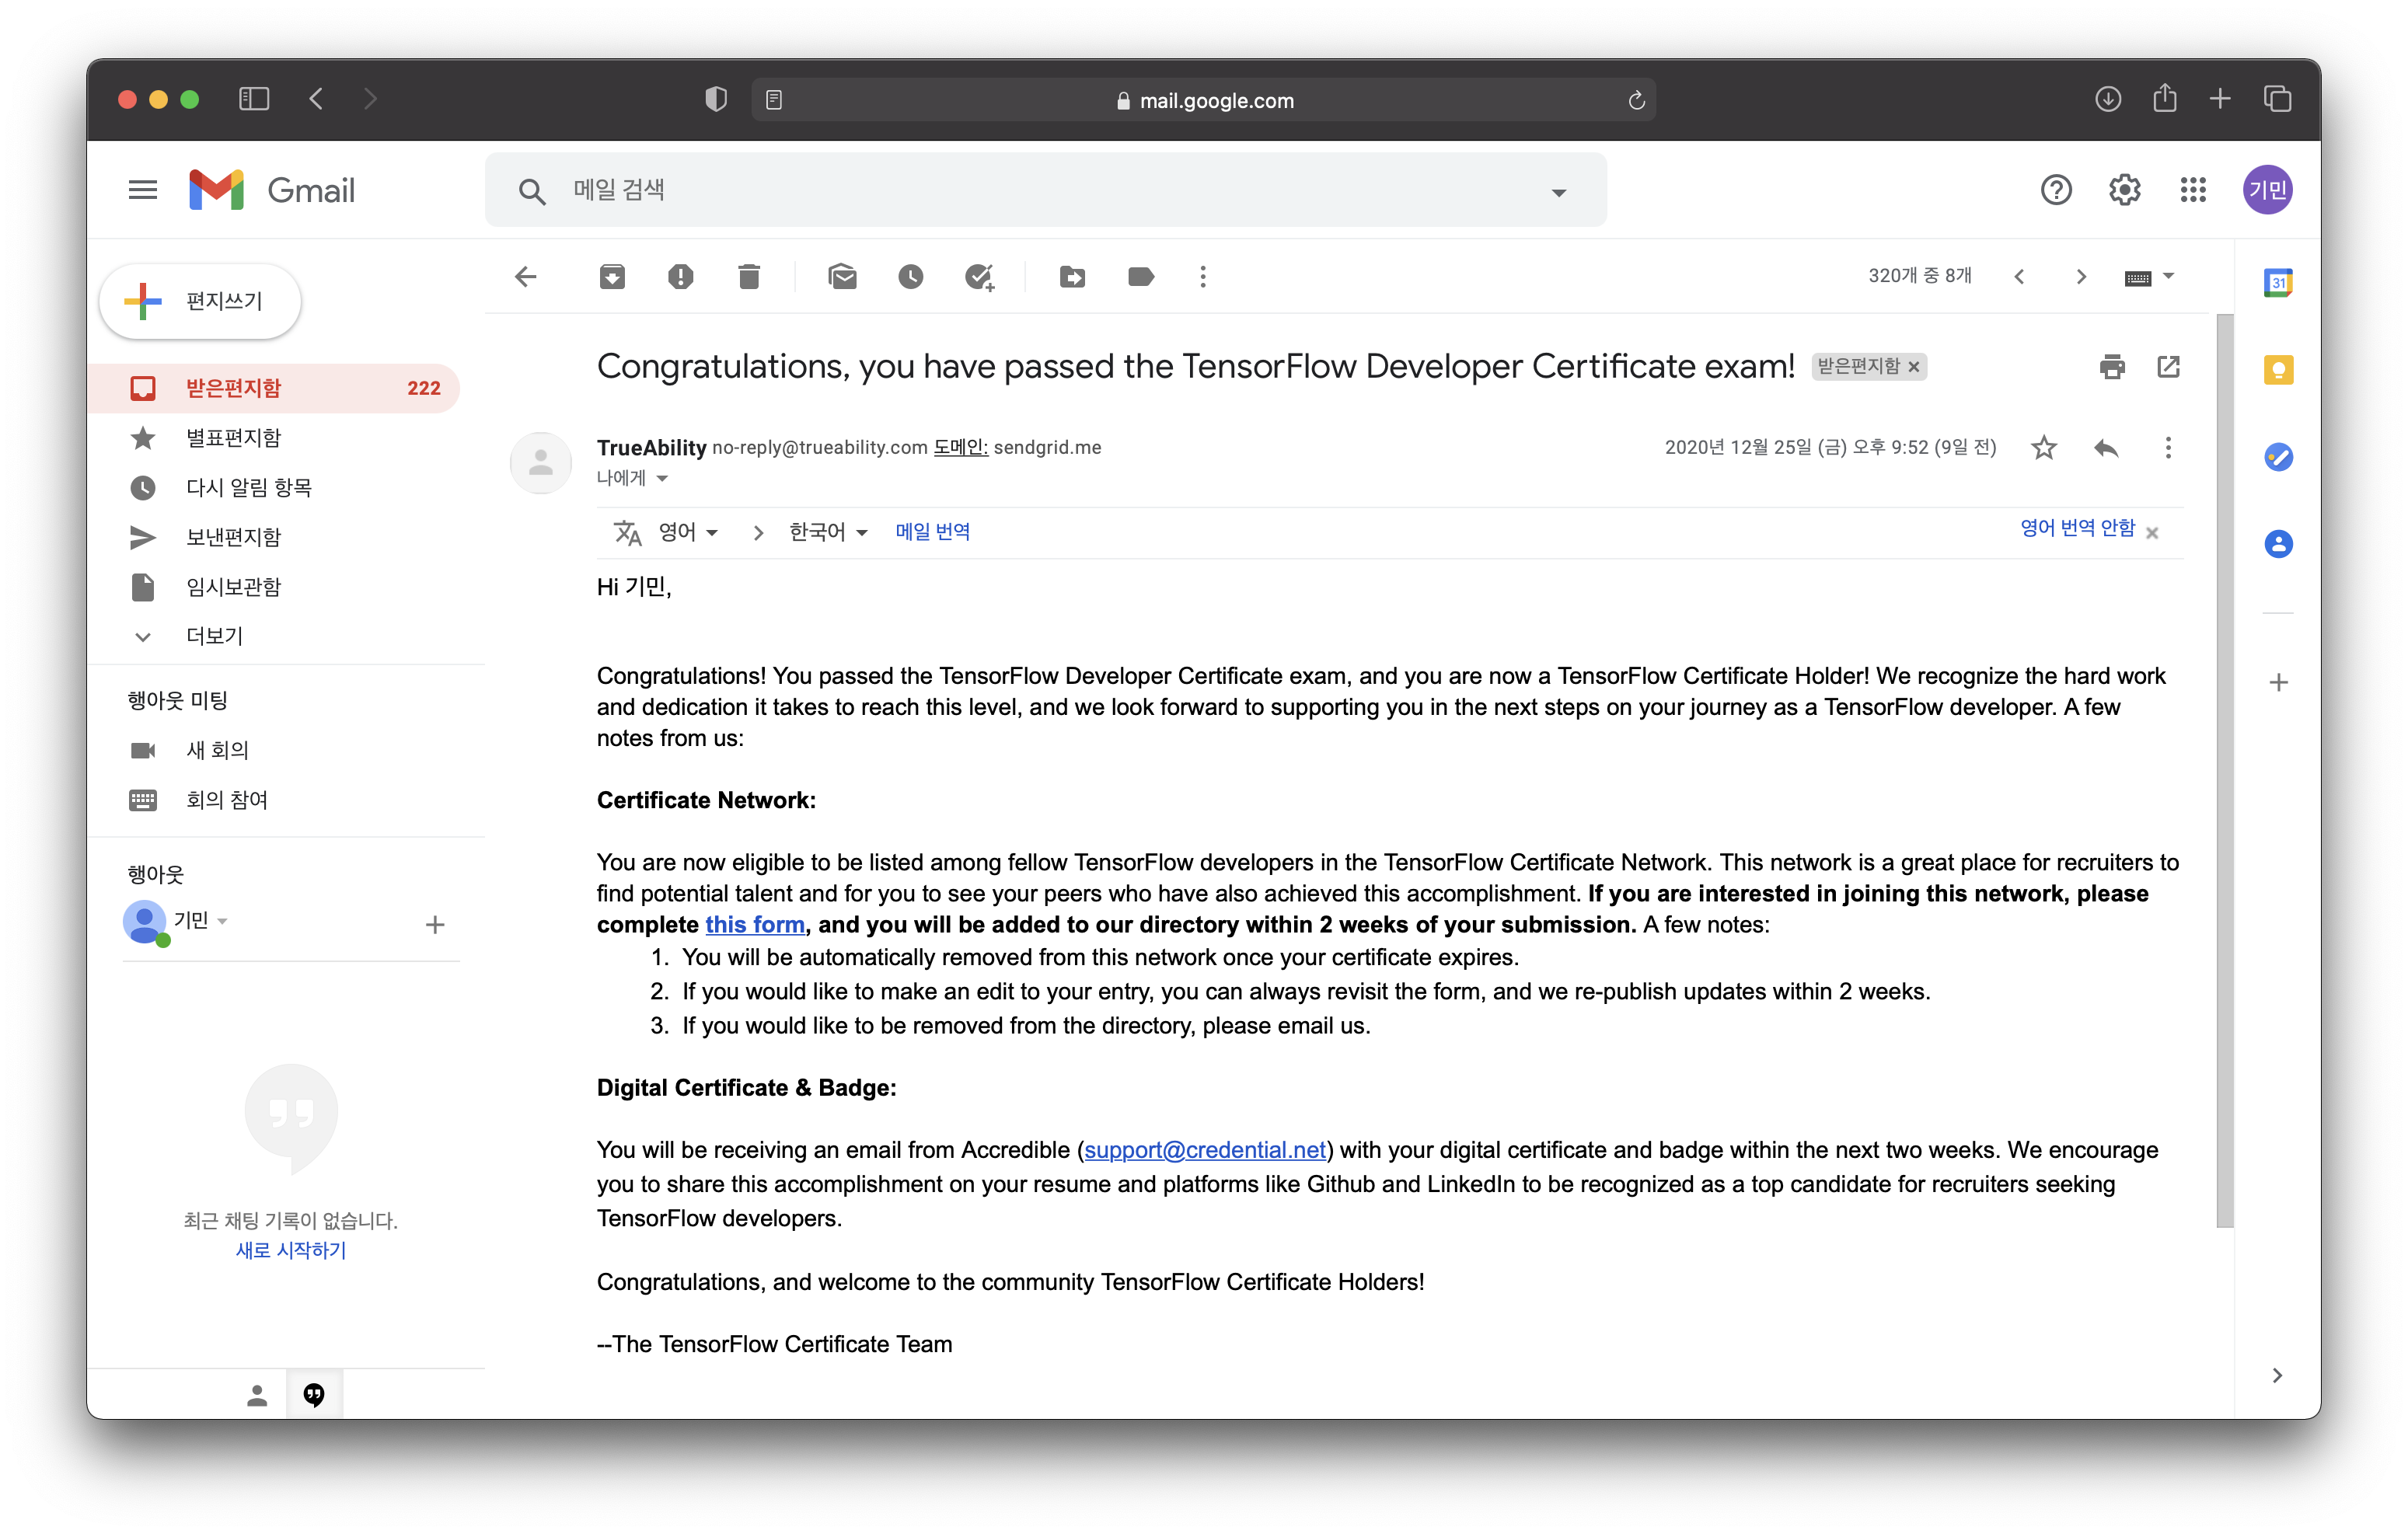 mail.google.com
Gmail
메일 검색
기민
편지쓰기
320개 중 8개
31
받은편지함 222
별표편지함
다시 알림 항목
보낸편지함
임시보관함
더보기
행아웃 미팅
새 회의
회의 참여
행아웃
기민
최근 채팅 기록이 없습니다.
새로 시작하기
Congratulations, you have passed the TensorFlow Developer Certificate exam! 받은편지함 ×
TrueAbility no-reply@trueability.com 도메인: sendgrid.me
2020년 12월 25일 (금) 오후 9:52 (9일 전)
나에게
영어 > 한국어 메일 번역
영어 번역 안함 ×
Hi 기민,
Congratulations! You passed the TensorFlow Developer Certificate exam, and you are now a TensorFlow Certificate Holder! We recognize the hard work
and dedication it takes to reach this level, and we look forward to supporting you in the next steps on your journey as a TensorFlow developer. A few
notes from us:
Certificate Network:
You are now eligible to be listed among fellow TensorFlow developers in the TensorFlow Certificate Network. This network is a great place for recruiters to
find potential talent and for you to see your peers who have also achieved this accomplishment. If you are interested in joining this network, please
complete this form, and you will be added to our directory within 2 weeks of your submission. A few notes:
1. You will be automatically removed from this network once your certificate expires.
2. If you would like to make an edit to your entry, you can always revisit the form, and we re-publish updates within 2 weeks.
3. If you would like to be removed from the directory, please email us.
Digital Certificate & Badge:
You will be receiving an email from Accredible (support@credential.net) with your digital certificate and badge within the next two weeks. We encourage
you to share this accomplishment on your resume and platforms like Github and LinkedIn to be recognized as a top candidate for recruiters seeking
TensorFlow developers.
Congratulations, and welcome to the community TensorFlow Certificate Holders!
--The TensorFlow Certificate Team